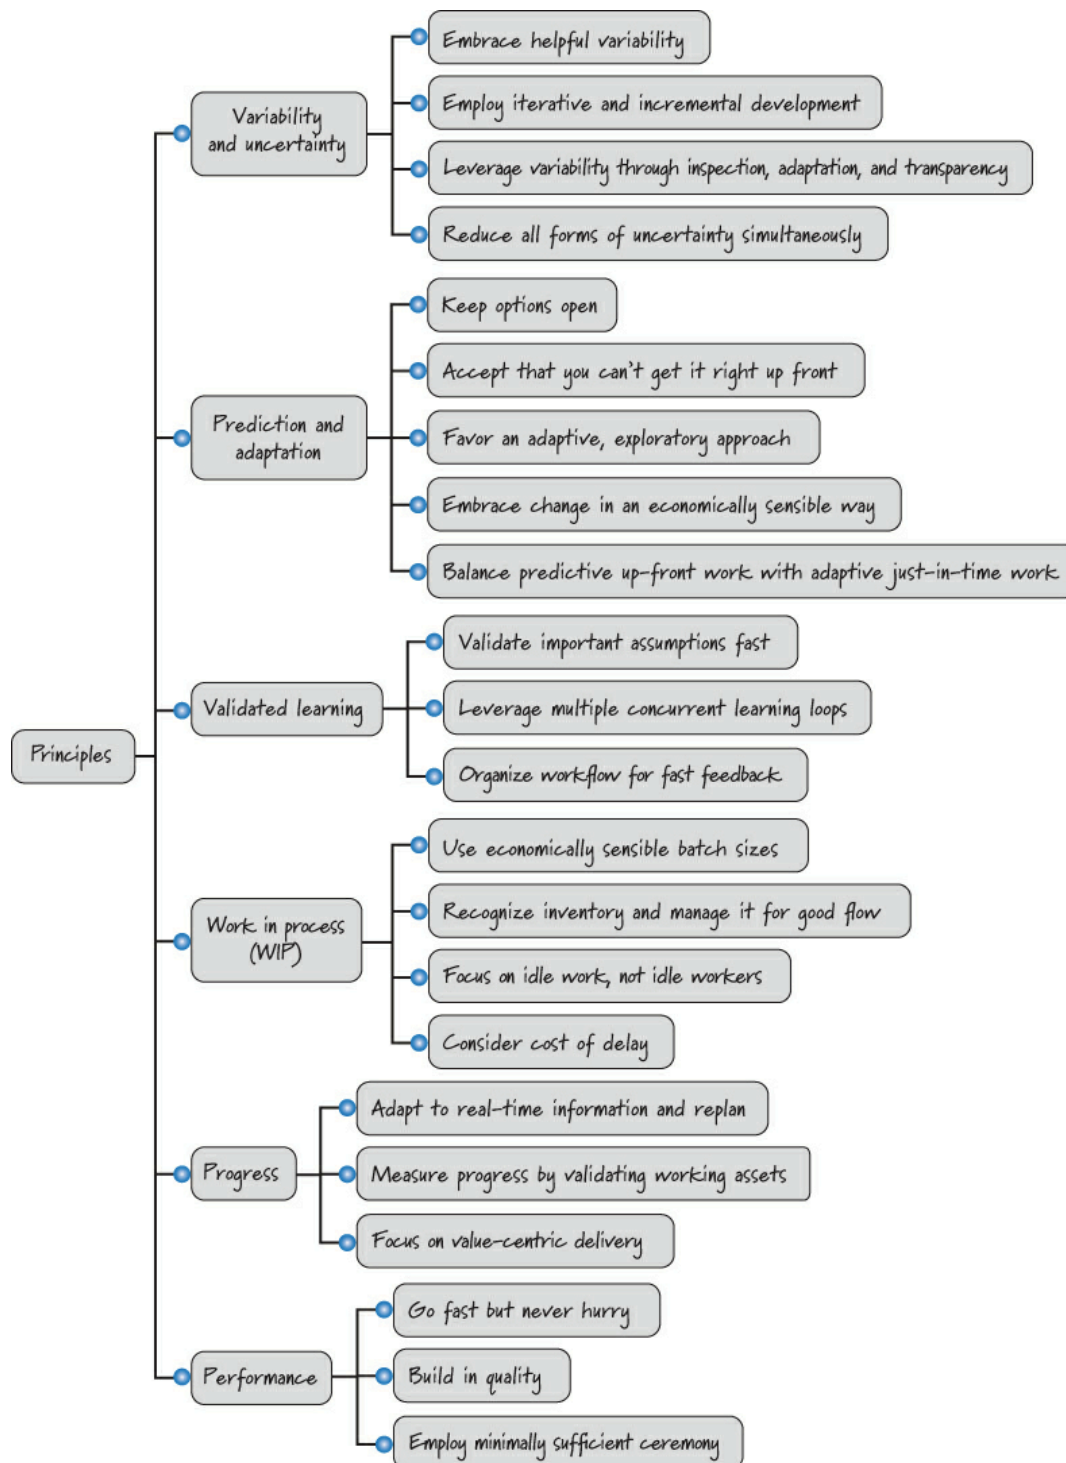 Principles
Variability
and uncertainty
Embrace helpful variability
Employ iterative and incremental development
Leverage variability through inspection, adaptation, and transparency
Reduce all forms of uncertainty simultaneously
Prediction and
adaptation
Keep options open
Accept that you can't get it right up front
Favor an adaptive, exploratory approach
Embrace change in an economically sensible way
Balance predictive up-front work with adaptive just-in-time work
Validated learning
Validate important assumptions fast
Leverage multiple concurrent learning loops
Organize workflow for fast feedback
Work in process
(WIP)
Use economically sensible batch sizes
Recognize inventory and manage it for good flow
Focus on idle work, not idle workers
Consider cost of delay
Progress
Adapt to real-time information and replan
Measure progress by validating working assets
Focus on value-centric delivery
Performance
Go fast but never hurry
Build in quality
Employ minimally sufficient ceremony